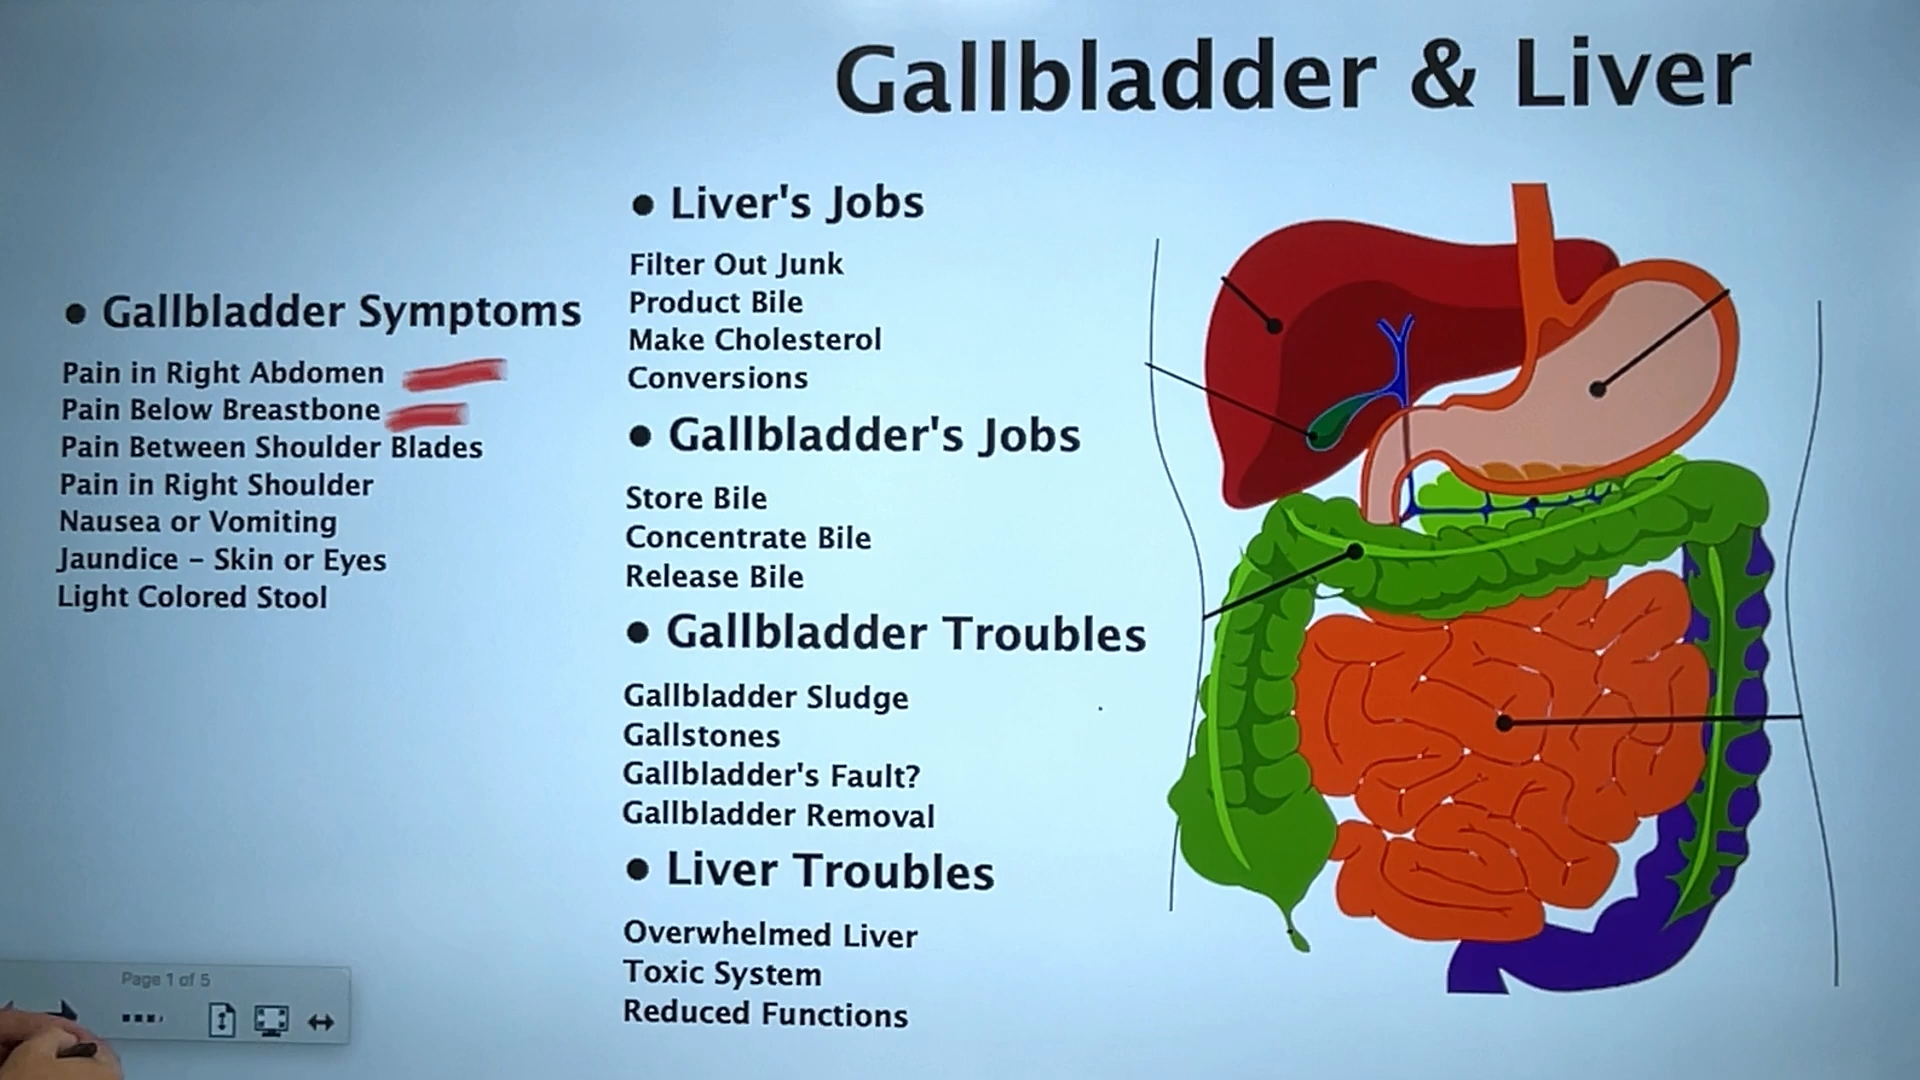 Gallbladder & Liver
● Gallbladder Symptoms
Pain in Right Abdomen
Pain Below Breastbone
Pain Between Shoulder Blades
Pain in Right Shoulder
Nausea or Vomiting
Jaundice – Skin or Eyes
Light Colored Stool
● Liver's Jobs
Filter Out Junk
Product Bile
Make Cholesterol
Conversions
● Gallbladder's Jobs
Store Bile
Concentrate Bile
Release Bile
● Gallbladder Troubles
Gallbladder Sludge
Gallstones
Gallbladder's Fault?
Gallbladder Removal
● Liver Troubles
Overwhelmed Liver
Toxic System
Reduced Functions
Page 1 of 5